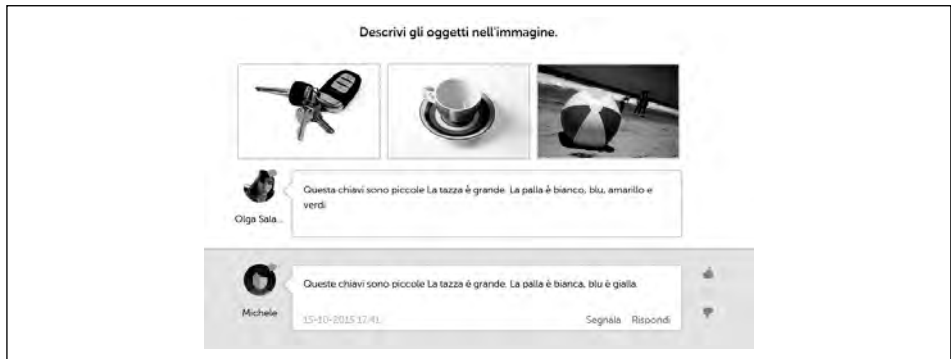 Descrivi gli oggetti nell'immagine.
Questa chiavi sono piccole La tazza è grande. La palla è bianco, blu, amarillo e
verdi
Olga Sala...
Queste chiavi sono piccole La tazza è grande. La palla è bianca, blu è gialla.
Michele
15-10-2015 17:41
Segnala Rispondi